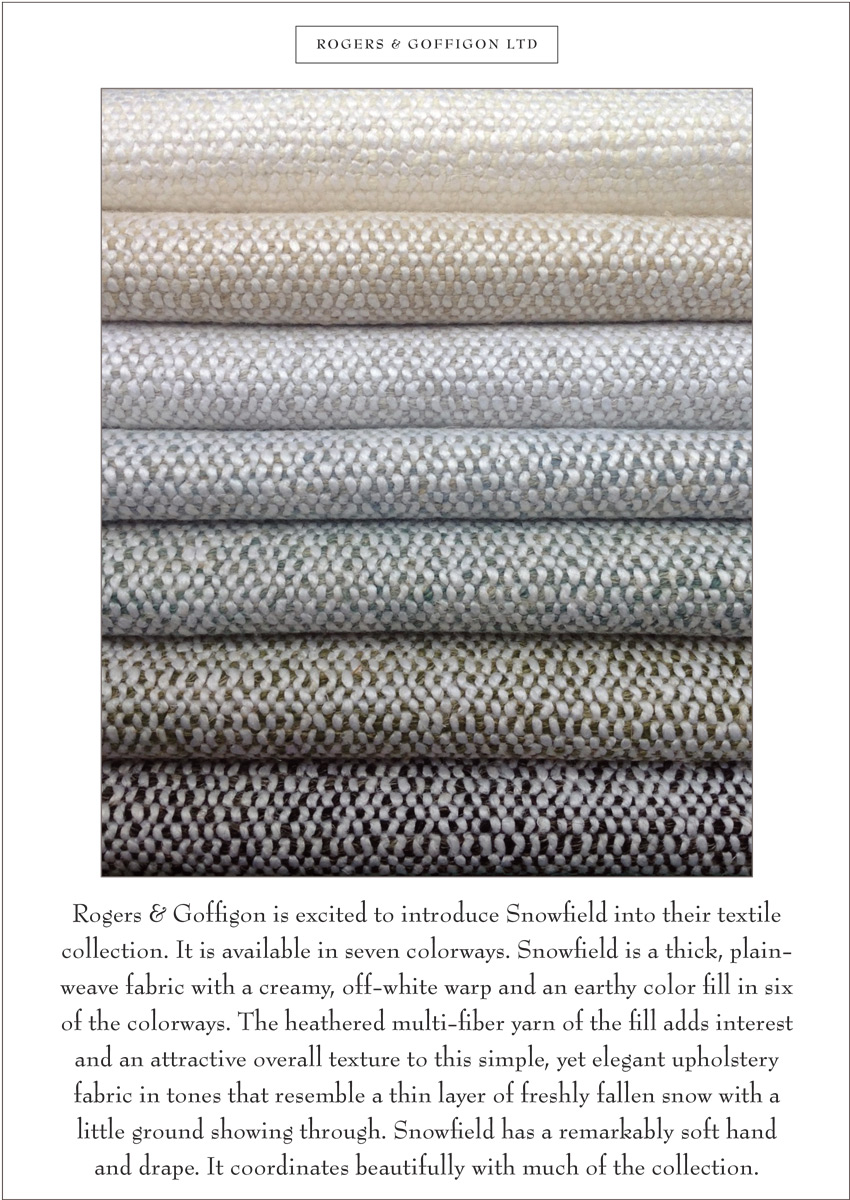 ROGERS & GOFFIGON LTD
Rogers & Goffigon is excited to introduce Snowfield into their textile
collection. It is available in seven colorways. Snowfield is a thick, plain-
weave fabric with a creamy, off-white warp and an earthy color fill in six
of the colorways. The heathered multi-fiber yarn of the fill adds interest
and an attractive overall texture to this simple, yet elegant upholstery
fabric in tones that resemble a thin layer of freshly fallen snow with a
little ground showing through. Snowfield has a remarkably soft hand
and drape. It coordinates beautifully with much of the collection.